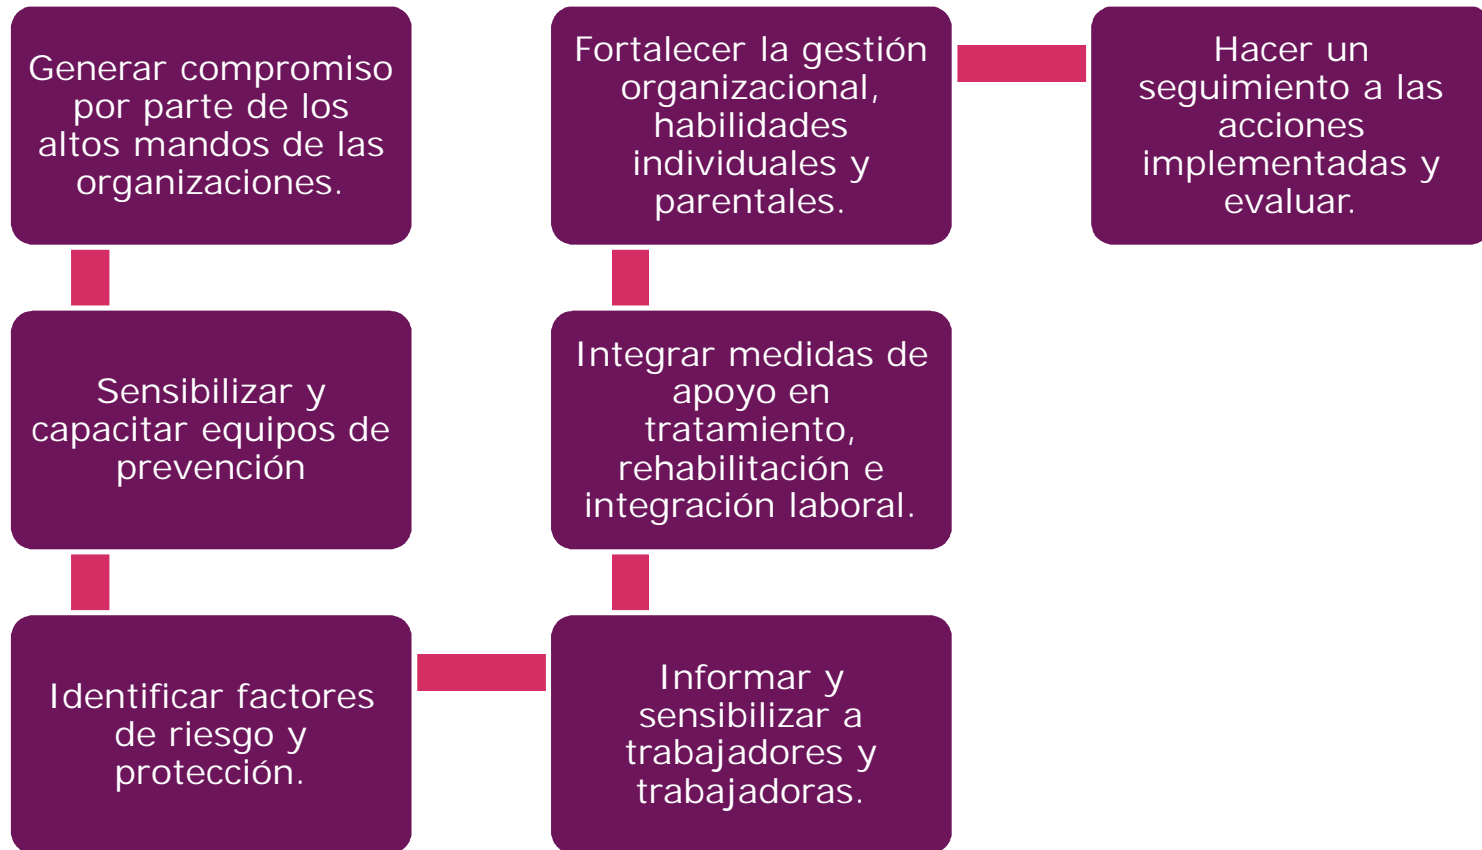 Generar compromiso
por parte de los
altos mandos de las
organizaciones.
Sensibilizar y
capacitar equipos de
prevención
Identificar factores
de riesgo y
protección.
Informar y
sensibilizar a
trabajadores y
trabajadoras.
Integrar medidas de
apoyo en
tratamiento,
rehabilitación e
integración laboral.
Fortalecer la gestión
organizacional,
habilidades
individuales y
parentales.
Hacer un
seguimiento a las
acciones
implementadas y
evaluar.